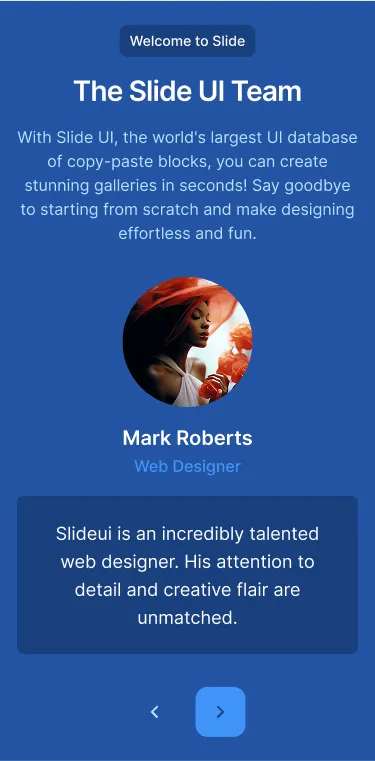 Welcome to Slide
The Slide UI Team
With Slide UI, the world's largest UI database
of copy-paste blocks, you can create
stunning galleries in seconds! Say goodbye
to starting from scratch and make designing
effortless and fun.
Mark Roberts
Web Designer
Slideui is an incredibly talented
web designer. His attention to
detail and creative flair are
unmatched.